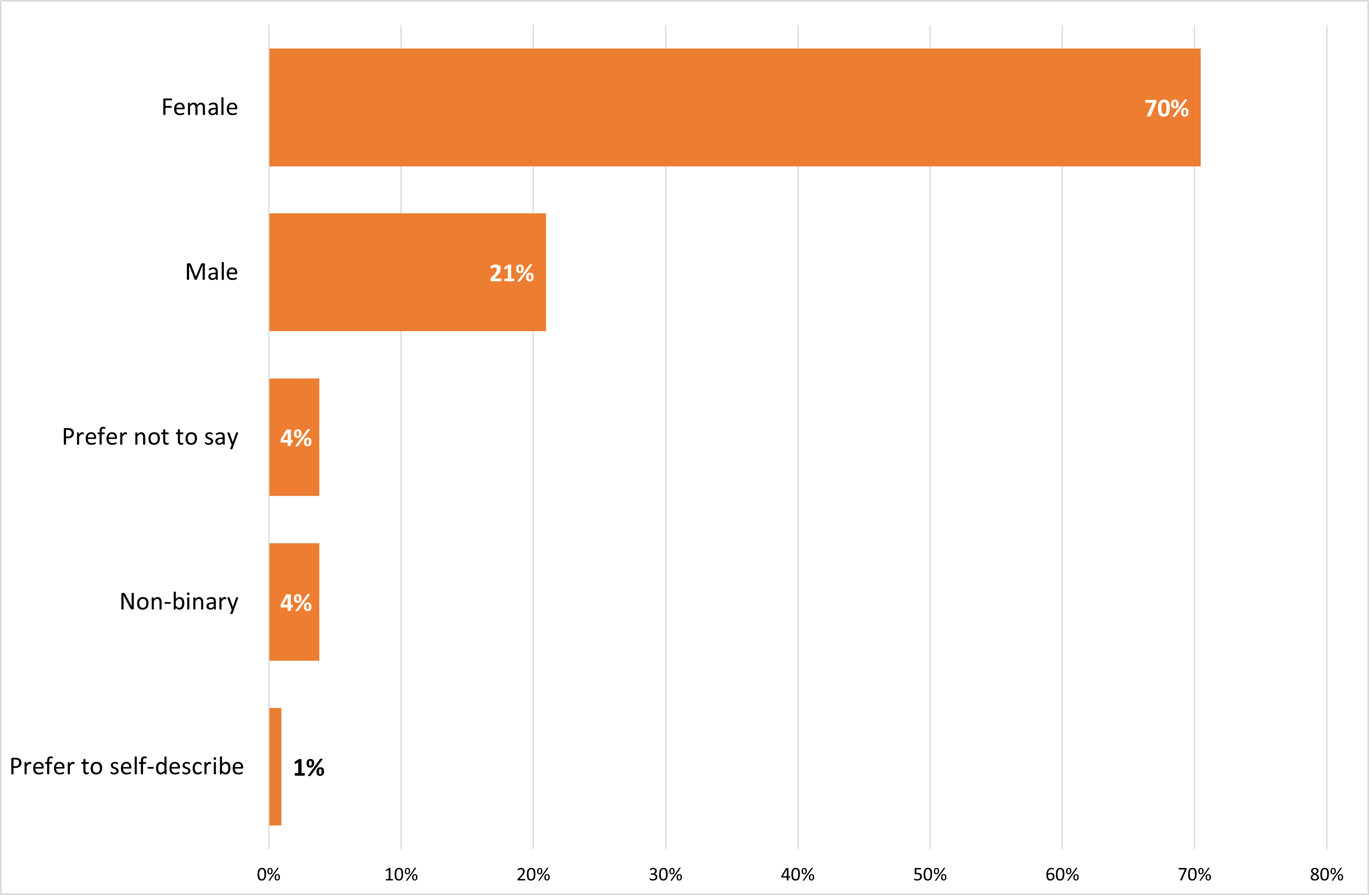 Female
70%
Male
21%
Prefer not to say
4%
Non-binary
4%
Prefer to self-describe
1%
0% 10% 20% 30% 40% 50% 60% 70% 80%